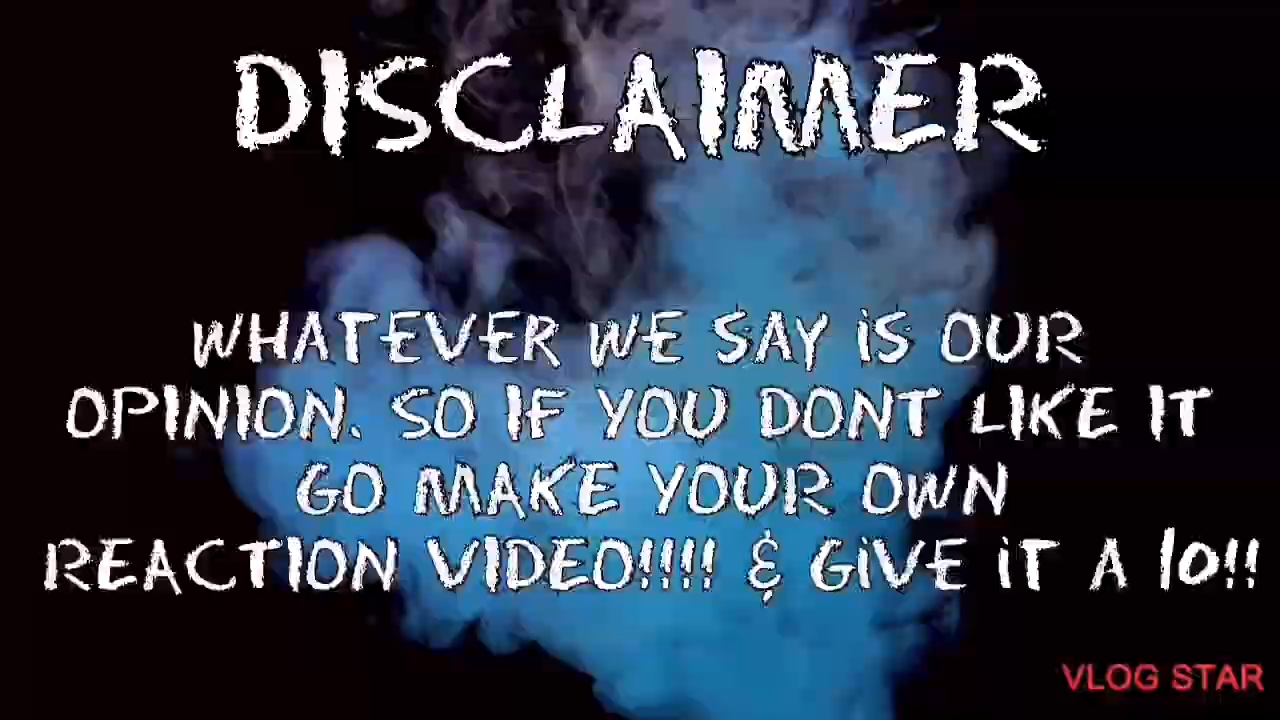 DISCLAIMER
WHATEVER WE SAY iS OUR
OPINION. SO IF YOU DONT LIKE IT
GO MAKE YOUR OWN
REACTION VIDEO!!!! & GiVE iT A 10!!
VLOG STAR